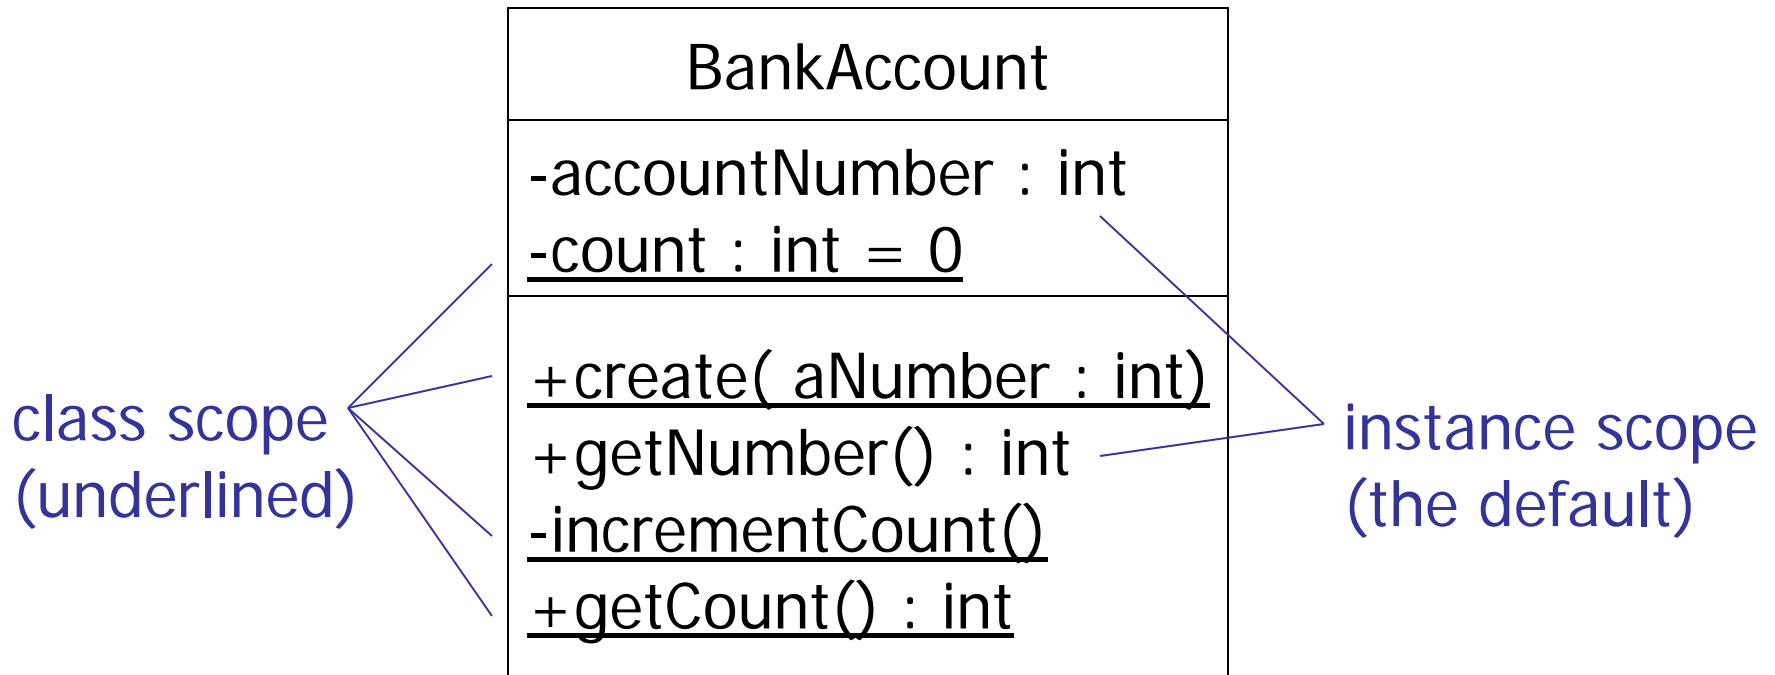 BankAccount
-accountNumber : int
-count : int = 0
+create( aNumber : int)
+getNumber() : int
-incrementCount()
+getCount() : int
class scope
(underlined)
instance scope
(the default)